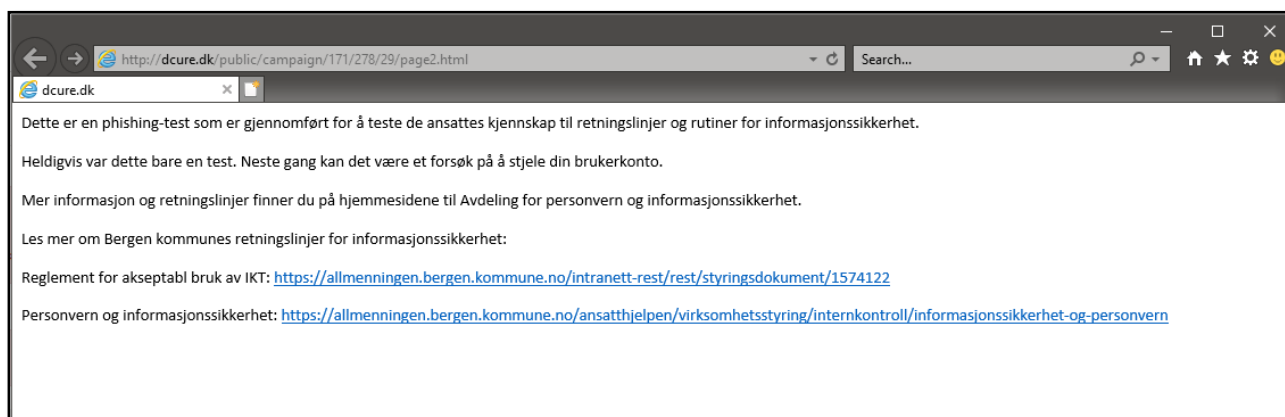 http://dcure.dk/public/campaign/171/278/29/page2.html
Search...
dcure.dk
Dette er en phishing-test som er gjennomført for å teste de ansattes kjennskap til retningslinjer og rutiner for informasjonssikkerhet.
Heldigvis var dette bare en test. Neste gang kan det være et forsøk på å stjele din brukerkonto.
Mer informasjon og retningslinjer finner du på hjemmesidene til Avdeling for personvern og informasjonssikkerhet.
Les mer om Bergen kommunes retningslinjer for informasjonssikkerhet:
Reglement for akseptabl bruk av IKT: https://allmenningen.bergen.kommune.no/intranett-rest/rest/styringsdokument/1574122
Personvern og informasjonssikkerhet: https://allmenningen.bergen.kommune.no/ansatthjelpen/virksomhetsstyring/internkontroll/informasjonssikkerhet-og-personvern